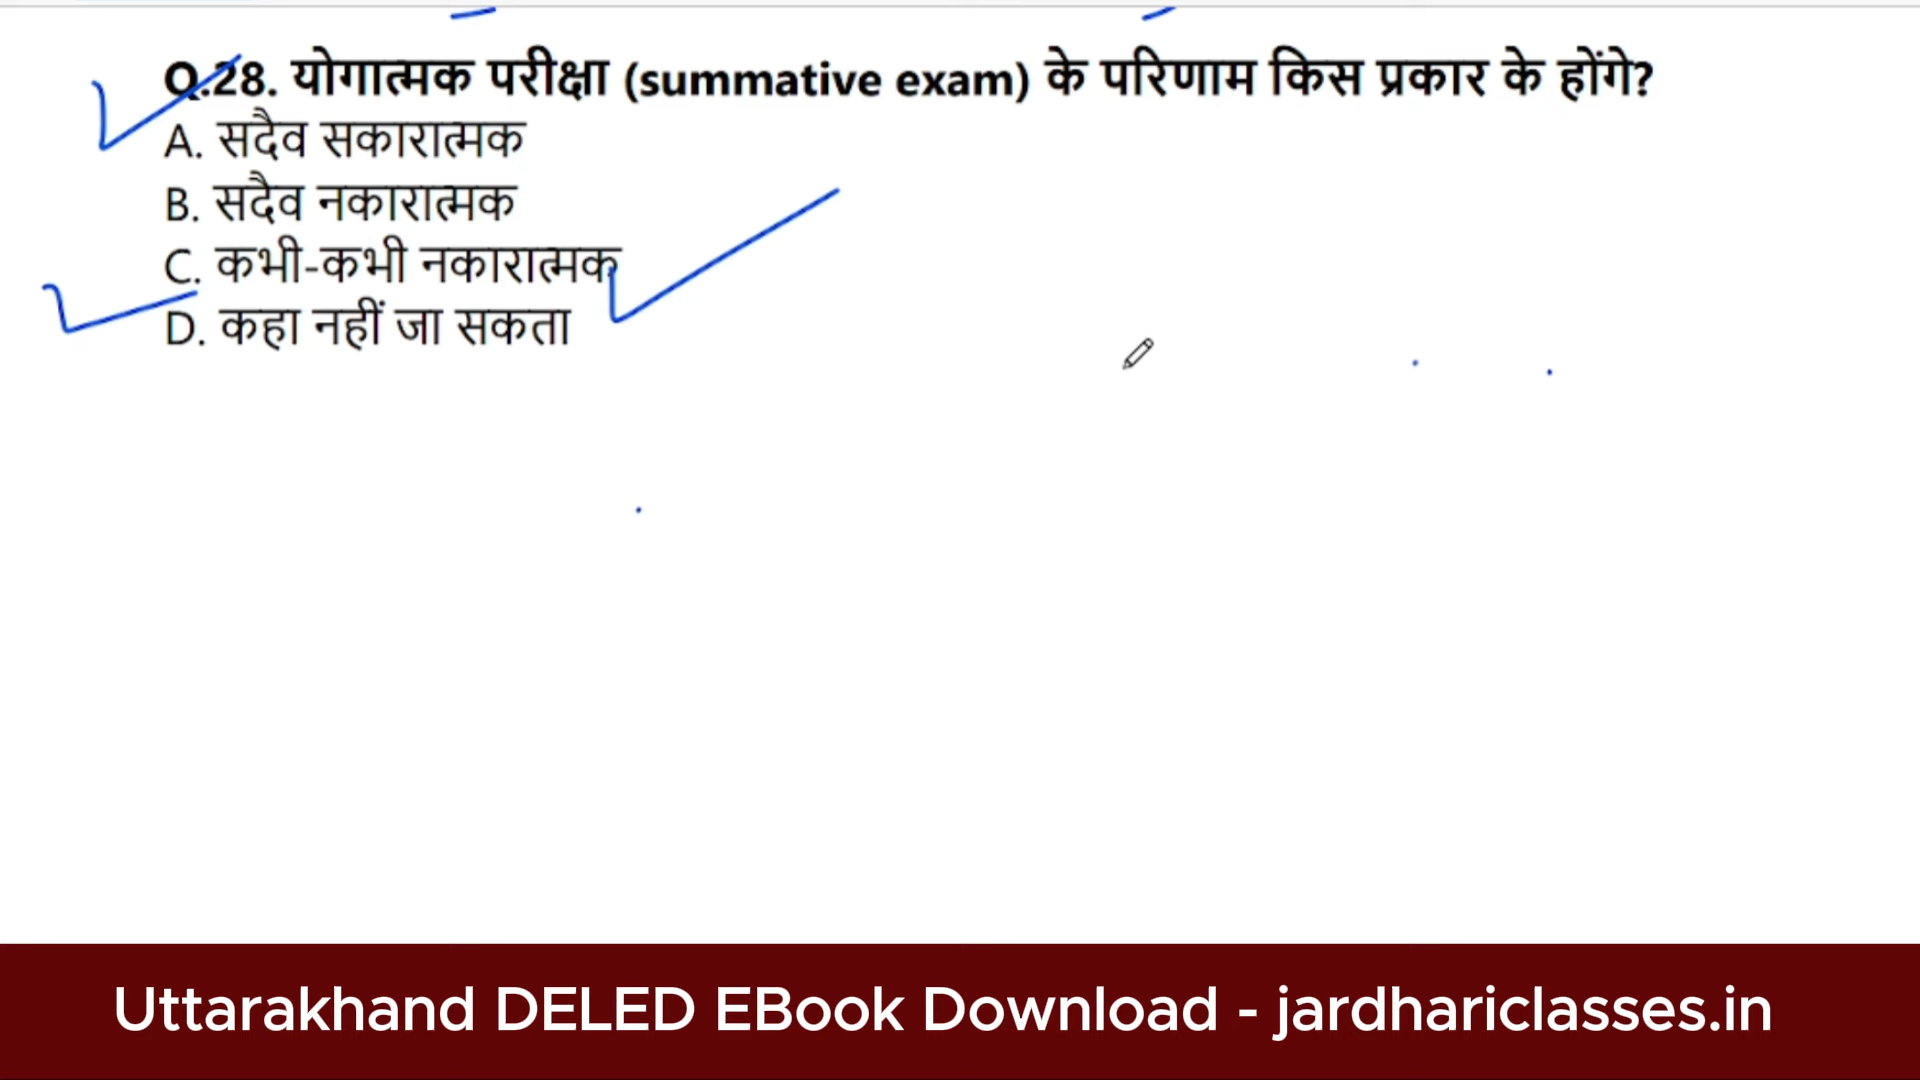 Q.28. योगात्मक परीक्षा (summative exam) के परिणाम किस प्रकार के होंगे?
A. सदैव सकारात्मक
B. सदैव नकारात्मक
C. कभी-कभी नकारात्मक
D. कहा नहीं जा सकता
Uttarakhand DELED EBook Download - jardhariclasses.in